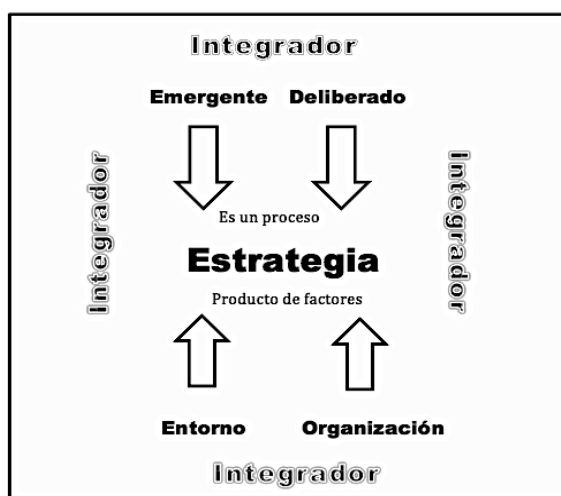 Integrador
Emergente Deliberado
Integrador
Integrador
Es un proceso
Estrategia
Producto de factores
Entorno Organización
Integrador